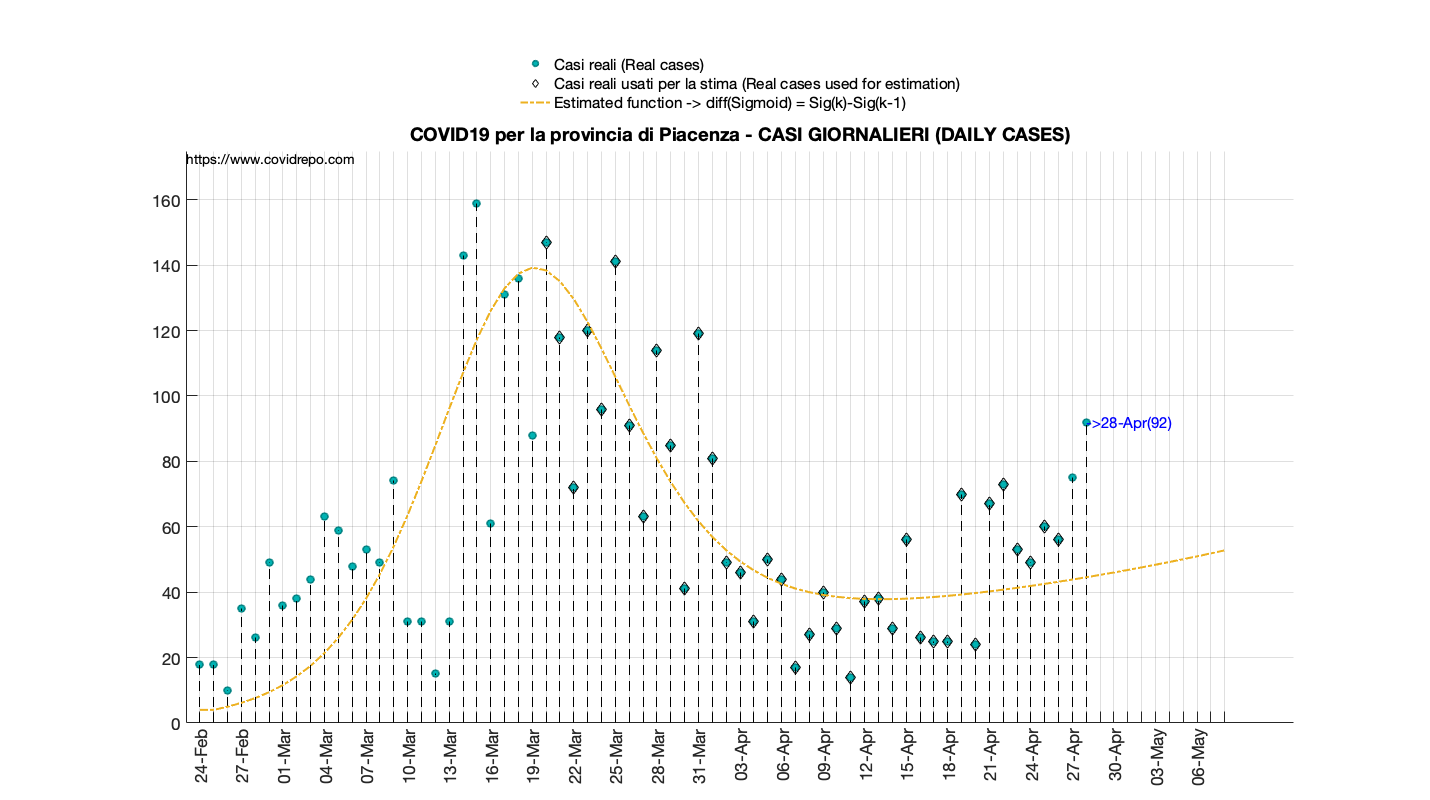 Casi reali (Real cases)
Casi reali usati per la stima (Real cases used for estimation)
Estimated function -> diff(Sigmoid) = Sig(k)-Sig(k-1)
COVID19 per la provincia di Piacenza - CASI GIORNALIERI (DAILY CASES)
https://www.covidrepo.com
160
140
120
100
80
60
40
20
0
>28-Apr(92)
24-Feb
27-Feb
01-Mar
04-Mar
07-Mar
10-Mar
13-Mar
16-Mar
19-Mar
22-Mar
25-Mar
28-Mar
31-Mar
03-Apr
06-Apr
09-Apr
12-Apr
15-Apr
18-Apr
21-Apr
24-Apr
27-Apr
30-Apr
03-May
06-May